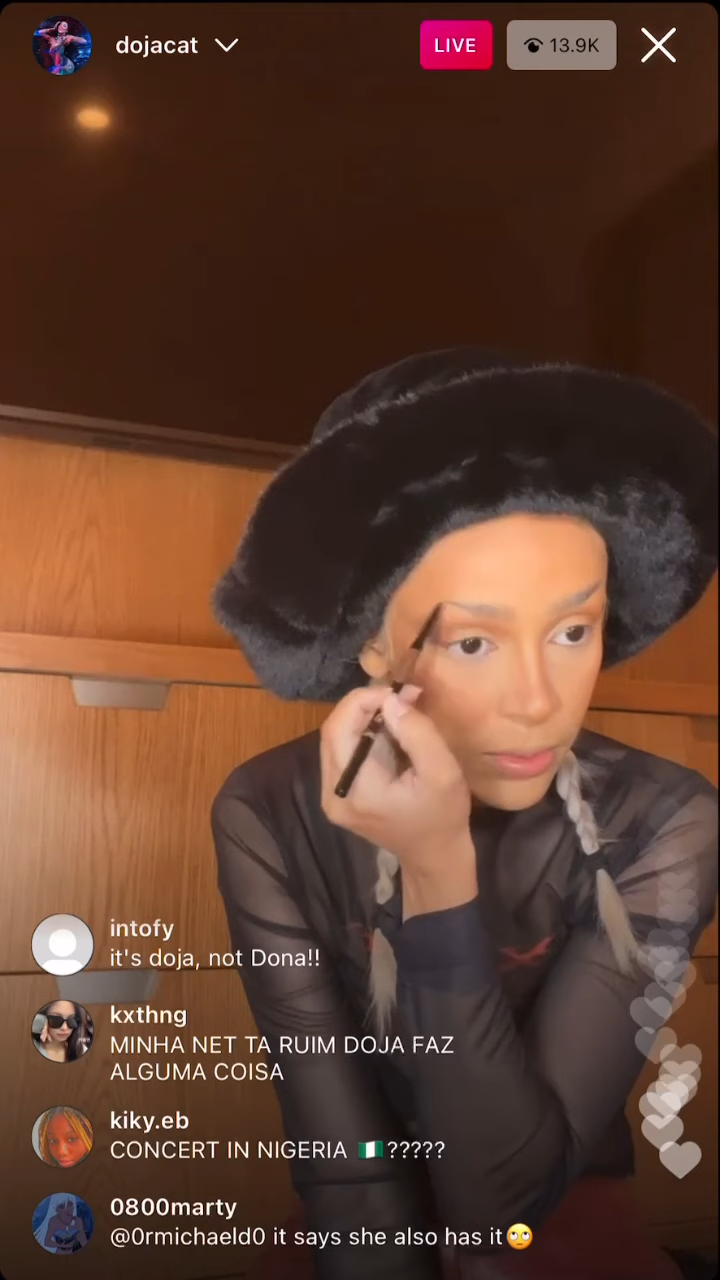 dojacat
LIVE
13.9K
intofy
it's doja, not Dona!!
kxthng
MINHA NET TA RUIM DOJA FAZ
ALGUMA COISA
kiky.eb
CONCERT IN NIGERIA 🇳🇬?????
0800marty
@0rmichaeld0 it says she also has it🙄